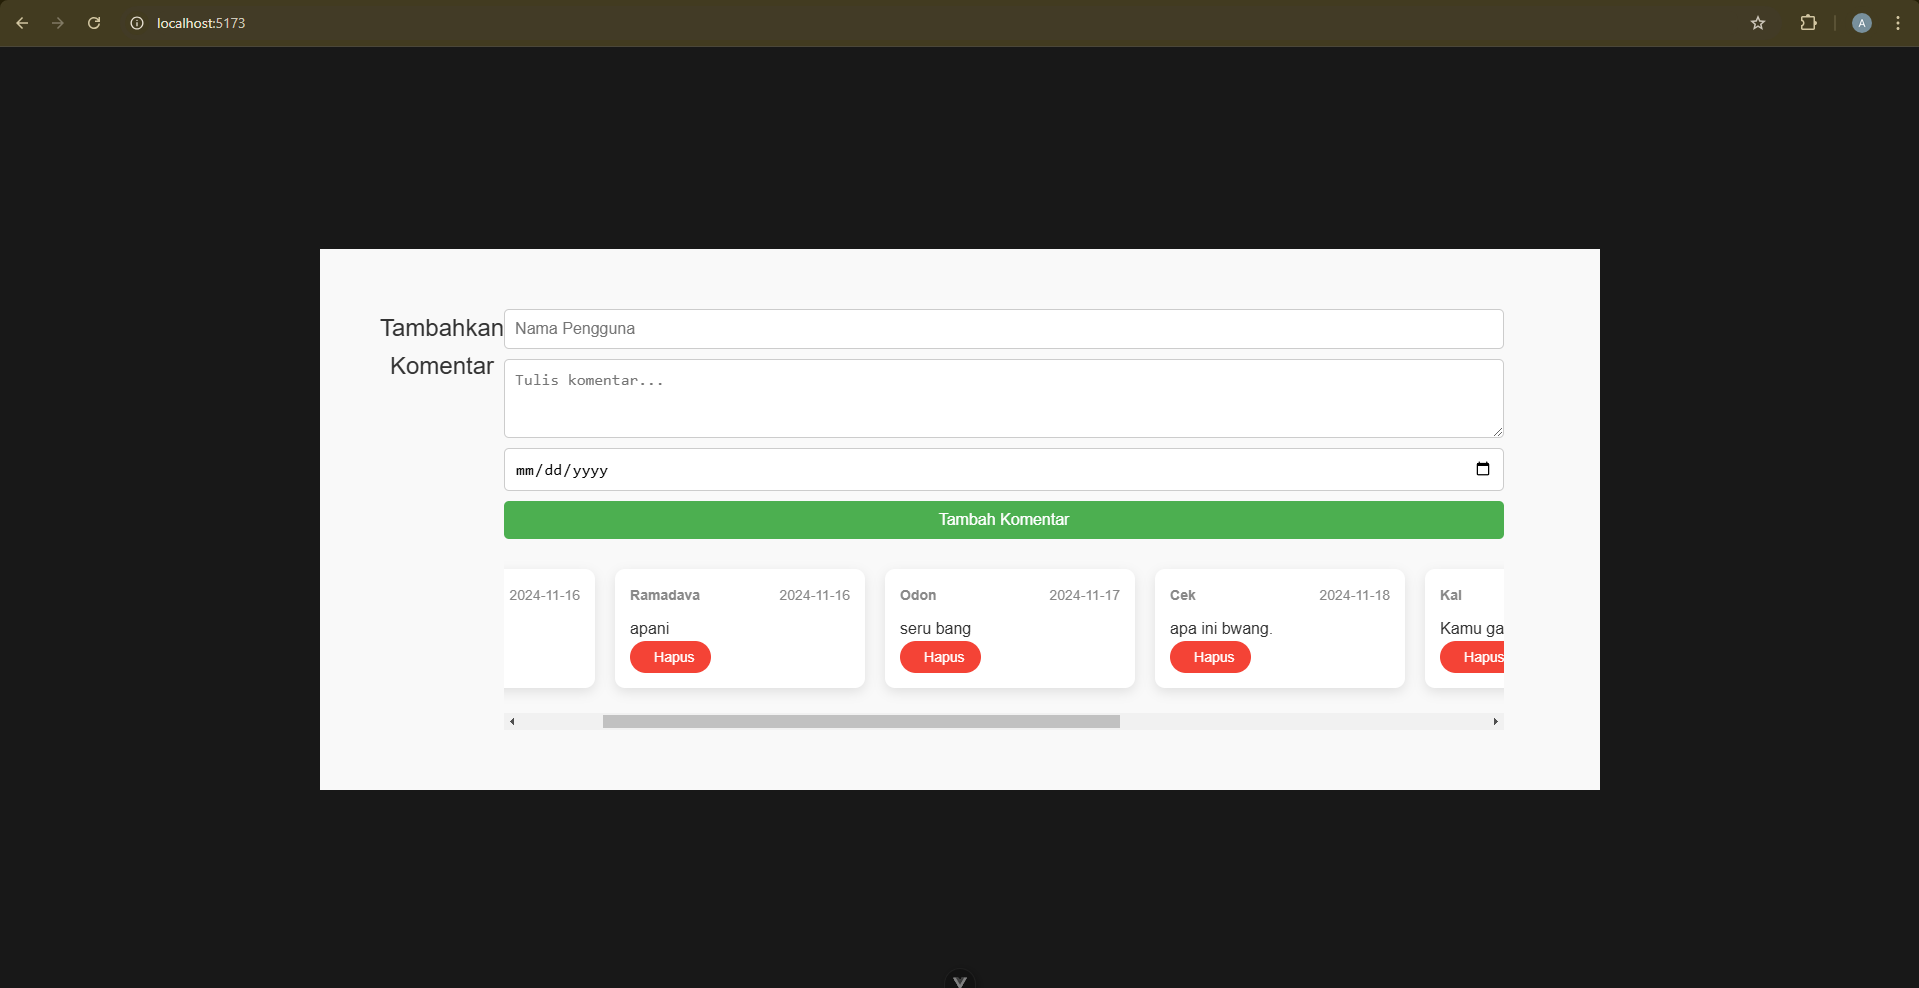 localhost:5173
A
Tambahkan
Komentar
Nama Pengguna
Tulis komentar...
mm/dd/yyyy
Tambah Komentar
2024-11-16
Ramadava 2024-11-16
apani
Hapus
Odon 2024-11-17
seru bang
Hapus
Cek 2024-11-18
apa ini bwang.
Hapus
Kal
Kamu ga
Hapus